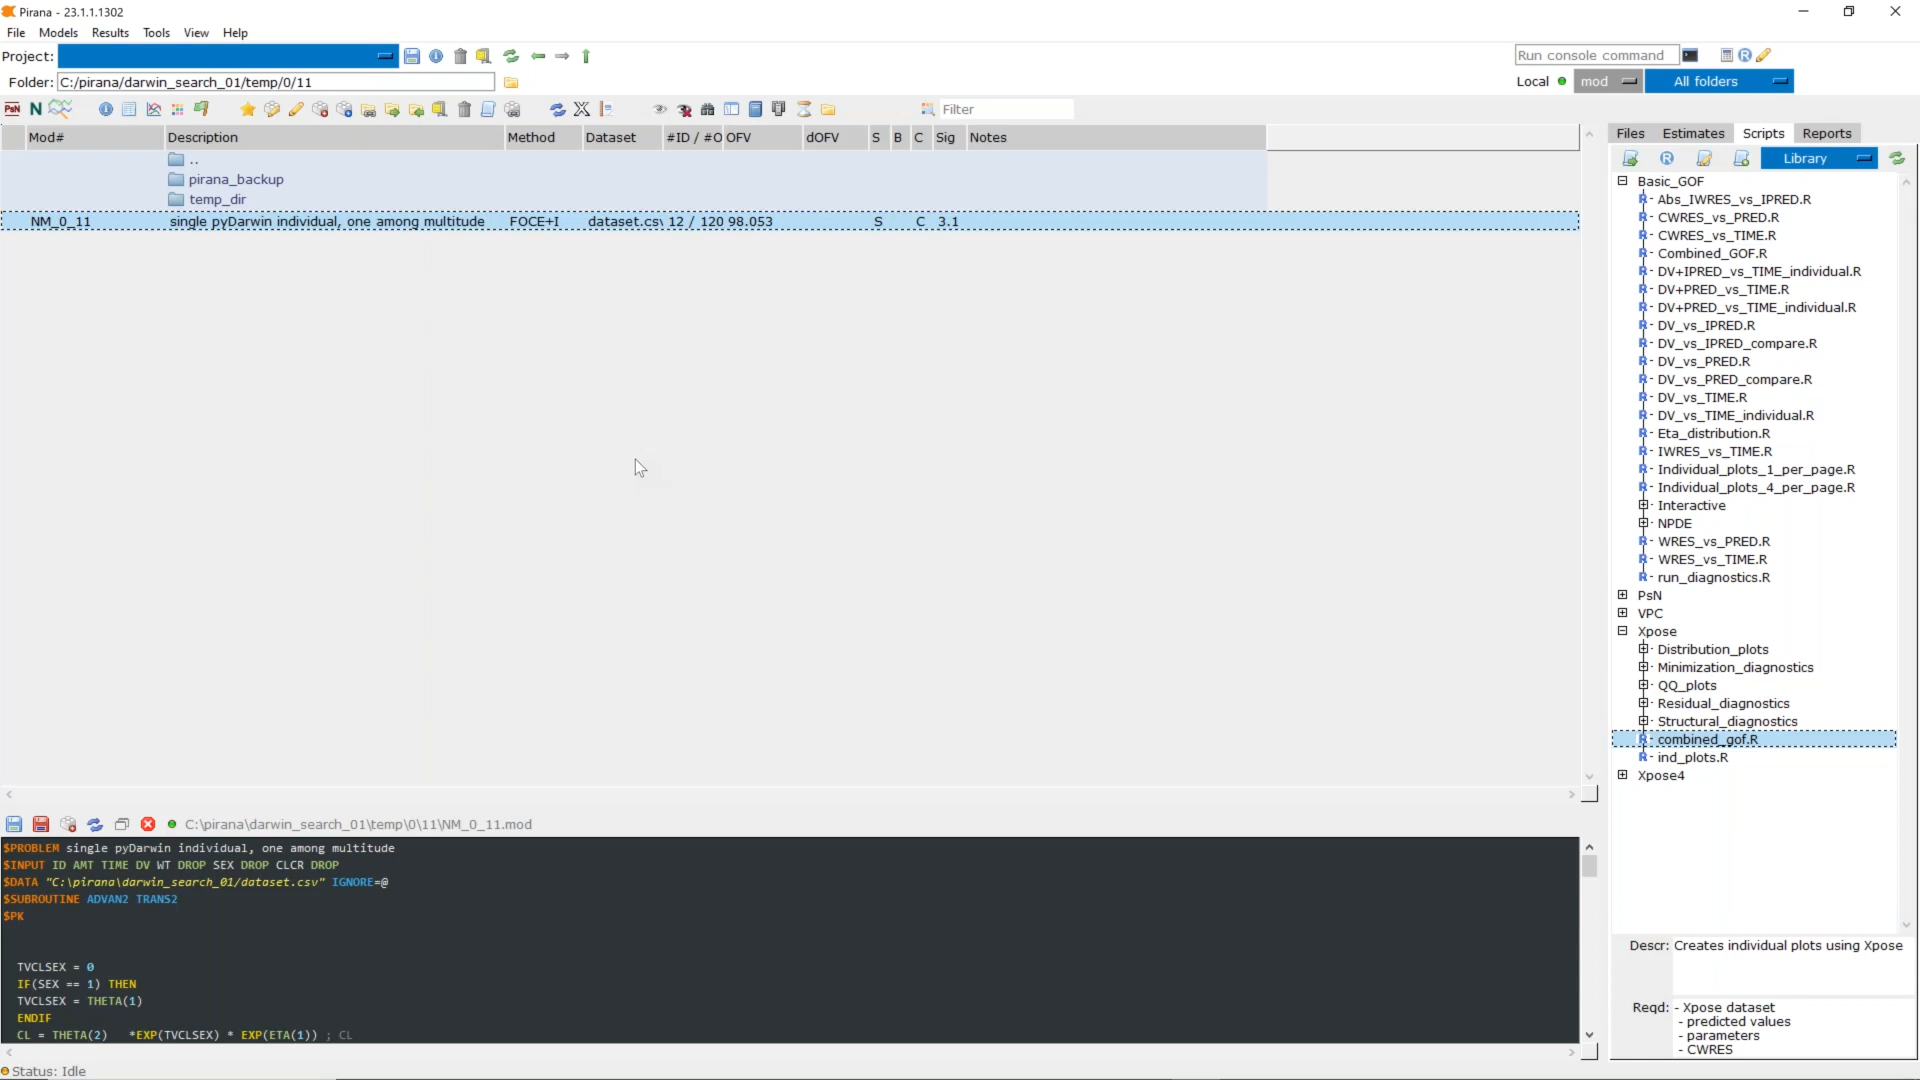 Pirana - 23.1.1.1302
File Models Results Tools View Help
Project:
Run console command
Folder: C:/pirana/darwin_search_01/temp/0/11
Local mod All folders
PsN N Filter
Mod# Description Method Dataset #ID / #O OFV dOFV S B C Sig Notes
..
pirana_backup
temp_dir
NM_0_11 single pyDarwin individual, one among multitude FOCE+I dataset.csv 12 / 120 98.053 S C 3.1
Files Estimates Scripts Reports
Library
Basic_GOF
Abs_IWRES_vs_IPRED.R
CWRES_vs_PRED.R
CWRES_vs_TIME.R
Combined_GOF.R
DV+IPRED_vs_TIME_individual.R
DV+PRED_vs_TIME.R
DV+PRED_vs_TIME_individual.R
DV_vs_IPRED.R
DV_vs_IPRED_compare.R
DV_vs_PRED.R
DV_vs_PRED_compare.R
DV_vs_TIME.R
DV_vs_TIME_individual.R
Eta_distribution.R
IWRES_vs_TIME.R
Individual_plots_1_per_page.R
Individual_plots_4_per_page.R
Interactive
NPDE
WRES_vs_PRED.R
WRES_vs_TIME.R
run_diagnostics.R
PsN
VPC
Xpose
Distribution_plots
Minimization_diagnostics
QQ_plots
Residual_diagnostics
Structural_diagnostics
combined_gof.R
ind_plots.R
Xpose4
Descr: Creates individual plots using Xpose
Reqd: - Xpose dataset
- predicted values
- parameters
- CWRES
C:\pirana\darwin_search_01\temp\0\11\NM_0_11.mod
$PROBLEM single pyDarwin individual, one among multitude
$INPUT ID AMT TIME DV WT DROP SEX DROP CLCR DROP
$DATA "C:\pirana\darwin_search_01/dataset.csv" IGNORE=@
$SUBROUTINE ADVAN2 TRANS2
$PK
TVCLSEX = 0
IF(SEX == 1) THEN
TVCLSEX = THETA(1)
ENDIF
CL = THETA(2) *EXP(TVCLSEX) * EXP(ETA(1)) ; CL
Status: Idle